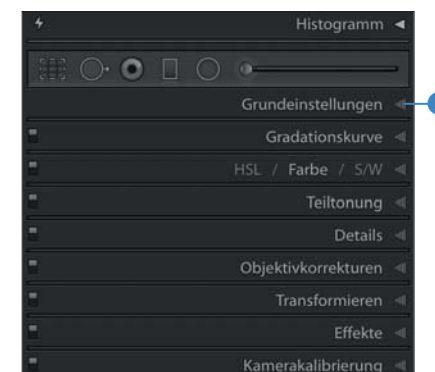 Histogramm
Grundeinstellungen
Gradationskurve
HSL / Farbe / S/W
Teiltonung
Details
Objektivkorrekturen
Transformieren
Effekte
Kamerakalibrierung